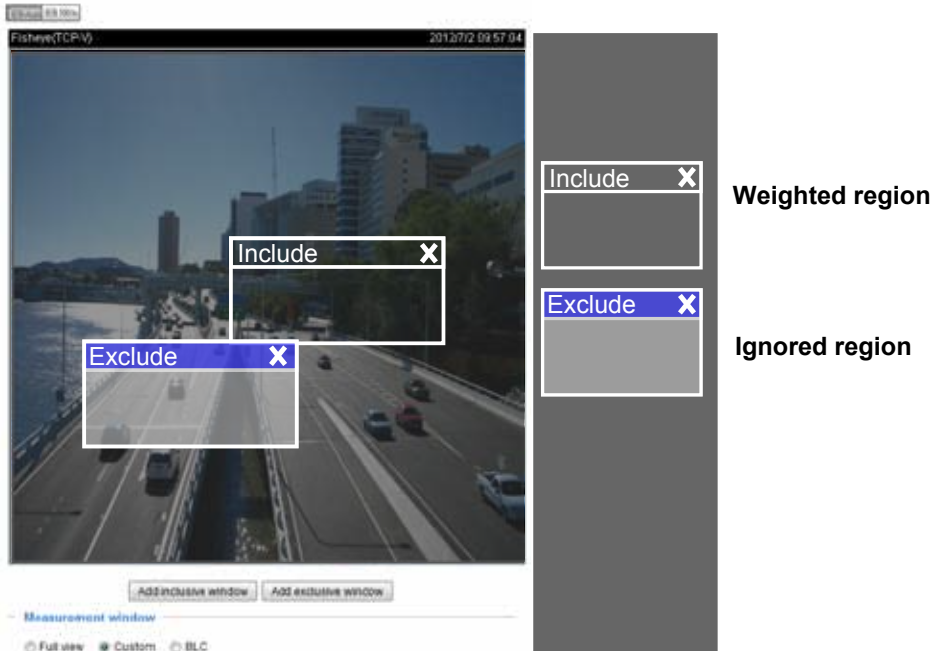 Fisheye(TCP-V) 2012/7/2 09:57:04
Include
Include
Weighted region
Exclude
Ignored region
Exclude
Add inclusive window Add exclusive window
Measurement window
Full view Custom BLC